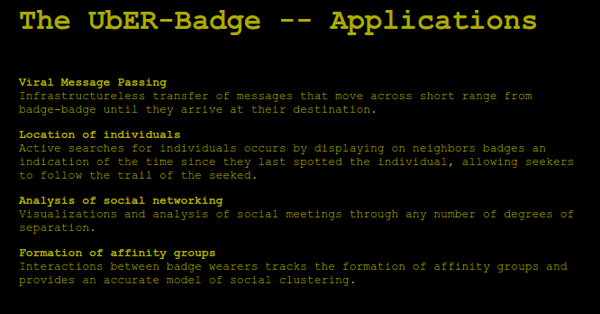 The UbER-Badge -- Applications
Viral Message Passing
Infrastructureless transfer of messages that move across short range from
badge-badge until they arrive at their destination.
Location of individuals
Active searches for individuals occurs by displaying on neighbors badges an
indication of the time since they last spotted the individual, allowing seekers
to follow the trail of the seeked.
Analysis of social networking
Visualizations and analysis of social meetings through any number of degrees of
separation.
Formation of affinity groups
Interactions between badge wearers tracks the formation of affinity groups and
provides an accurate model of social clustering.